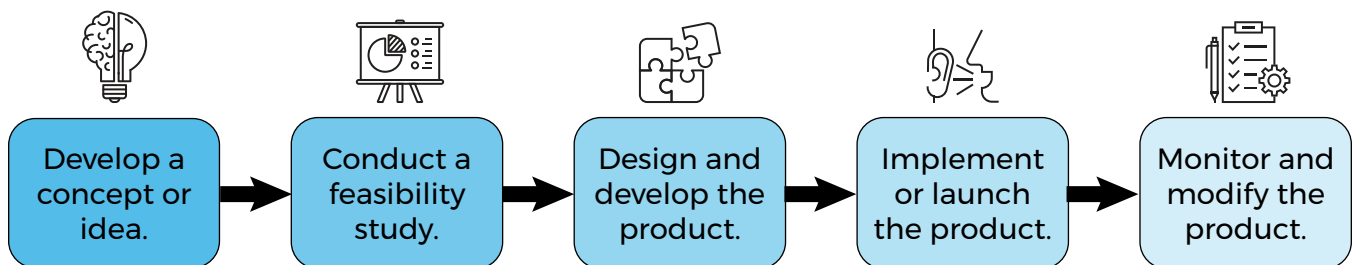 Develop a
concept or
idea.
Conduct a
feasibility
study.
Design and
develop the
product.
Implement
or launch
the product.
Monitor and
modify the
product.